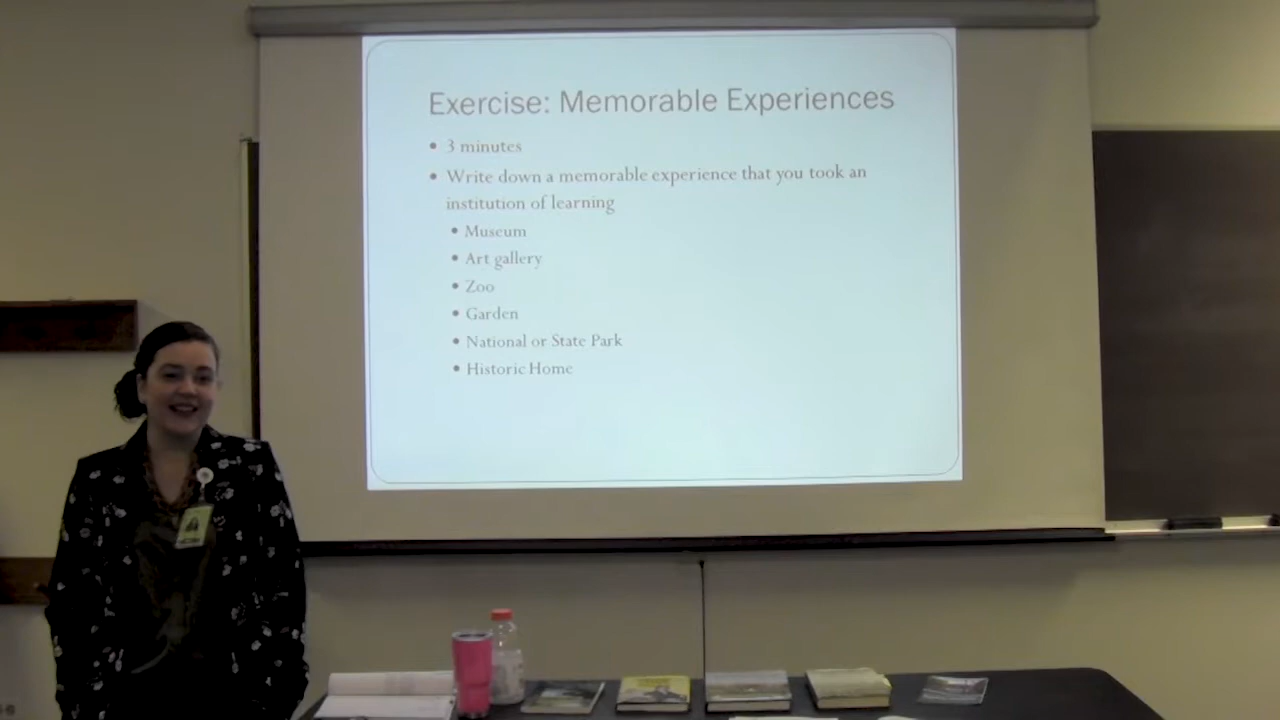 Exercise: Memorable Experiences
• 3 minutes
• Write down a memorable experience that you took an
institution of learning
• Museum
• Art gallery
• Zoo
• Garden
• National or State Park
• Historic Home